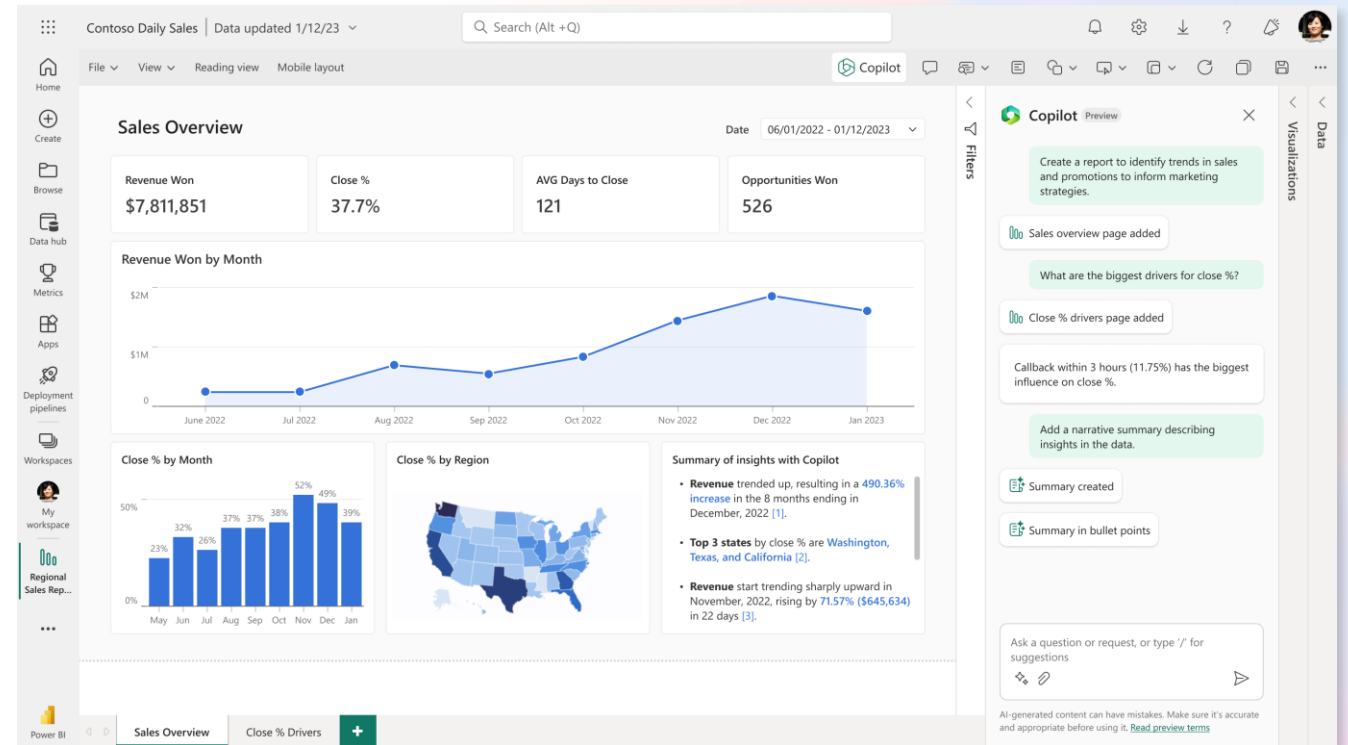 Contoso Daily Sales | Data updated 1/12/23
Search (Alt +Q)
?
Home
Create
Browse
Data hub
Metrics
Apps
Deployment
pipelines
Workspaces
My
workspace
Regional
Sales Rep...
Power BI
File View Reading view Mobile layout
Copilot
Sales Overview
Date 06/01/2022 - 01/12/2023
Revenue Won
$7,811,851
Close %
37.7%
AVG Days to Close
121
Opportunities Won
526
Revenue Won by Month
$2M
$1M
0
June 2022 Jul 2022 Aug 2022 Sep 2022 Oct 2022 Nov 2022 Dec 2022 Jan 2023
Close % by Month
50%
0%
23% 32% 26% 37% 37% 38% 52% 49% 39%
May Jun Jul Aug Sep Oct Nov Dec Jan
Close % by Region
Summary of insights with Copilot
• Revenue trended up, resulting in a 490.36%
increase in the 8 months ending in
December, 2022 [1].
• Top 3 states by close % are Washington,
Texas, and California [2].
• Revenue start trending sharply upward in
November, 2022, rising by 71.57% ($645,634)
in 22 days [3].
Sales Overview
Close % Drivers
+
Filters
Copilot Preview
Create a report to identify trends in sales
and promotions to inform marketing
strategies.
Sales overview page added
What are the biggest drivers for close %?
Close % drivers page added
Callback within 3 hours (11.75%) has the biggest
influence on close %.
Add a narrative summary describing
insights in the data.
Summary created
Summary in bullet points
Ask a question or request, or type '/' for
suggestions
AI-generated content can have mistakes. Make sure it's accurate
and appropriate before using it. Read preview terms
Visualizations
Data